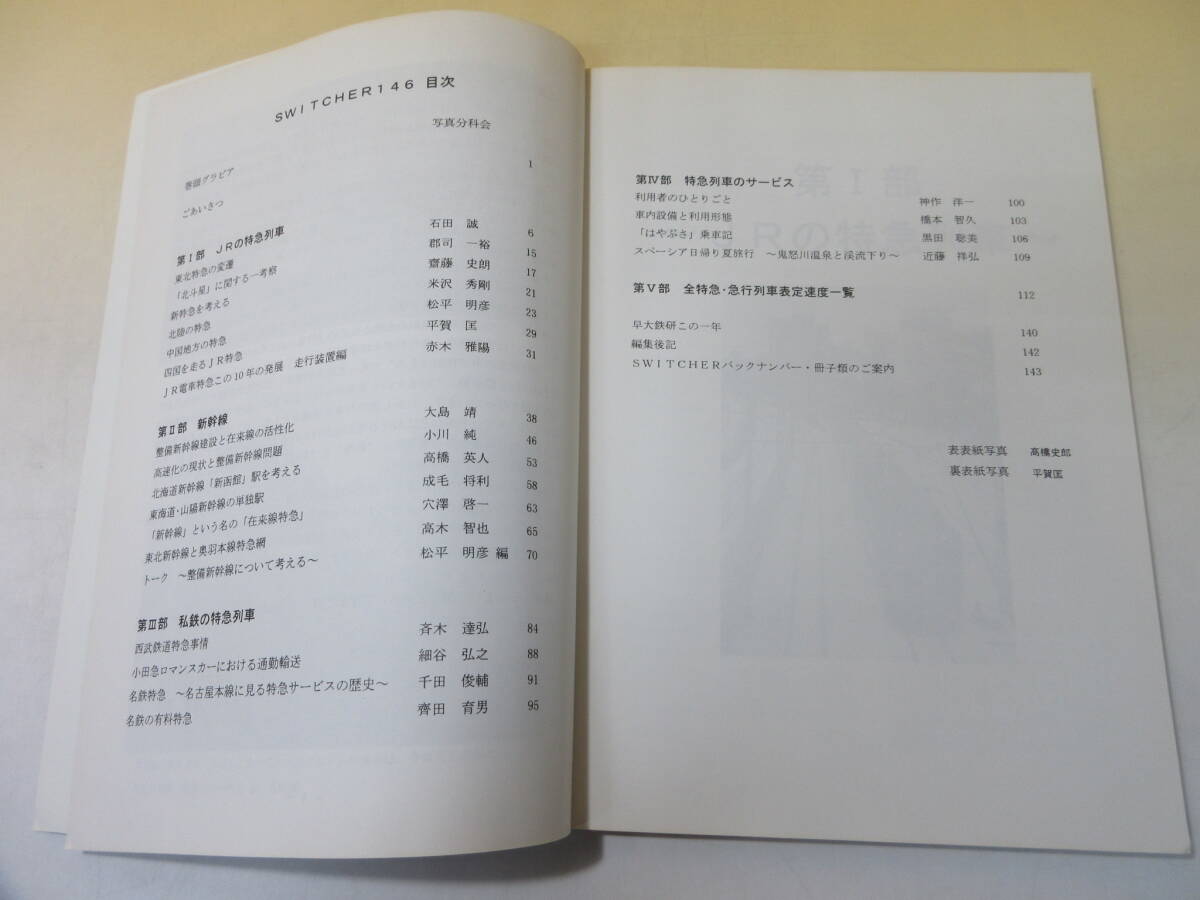 SWITCHER146 目次
巻頭グラビア 写真分科会
ごあいさつ 1
第Ⅰ部 JRの特急列車
東北特急の変遷 石田 誠 6
「北斗星」に関する一考察 郡司 一裕 15
新特急を考える 齋藤 史朗 17
北陸の特急 米沢 秀剛 21
中国地方の特急 松平 明彦 23
四国を走るJR特急 平賀 匡 29
JR電車特急この10年の発展 走行装置編 赤木 雅陽 31
第Ⅱ部 新幹線
整備新幹線建設と在来線の活性化 大島 靖 38
高速化の現状と整備新幹線問題 小川 純 46
北海道新幹線「新函館」駅を考える 高橋 英人 53
東海道・山陽新幹線の単独駅 成毛 将利 58
「新幹線」という名の「在来線特急」 穴澤 啓一 63
東北新幹線と奥羽本線特急網 高木 智也 65
トーク ～整備新幹線について考える～ 松平 明彦 編 70
第Ⅲ部 私鉄の特急列車
西武鉄道特急事情 斉木 達弘 84
小田急ロマンスカーにおける通勤輸送 細谷 弘之 88
名鉄特急 ～名古屋本線に見る特急サービスの歴史～ 千田 俊輔 91
名鉄の有料特急 齊田 育男 95
第Ⅳ部 特急列車のサービス
利用者のひとりごと 神作 洋一 100
車内設備と利用形態 橋本 智久 103
「はやぶさ」乗車記 黒田 聡美 106
スペーシア日帰り夏旅行 ～鬼怒川温泉と渓流下り～ 近藤 祥弘 109
第Ⅴ部 全特急・急行列車表定速度一覧 112
早大鉄研この一年 140
編集後記 142
SWITCHERバックナンバー・冊子類のご案内 143
表表紙写真 高橋史郎
裏表紙写真 平賀匡